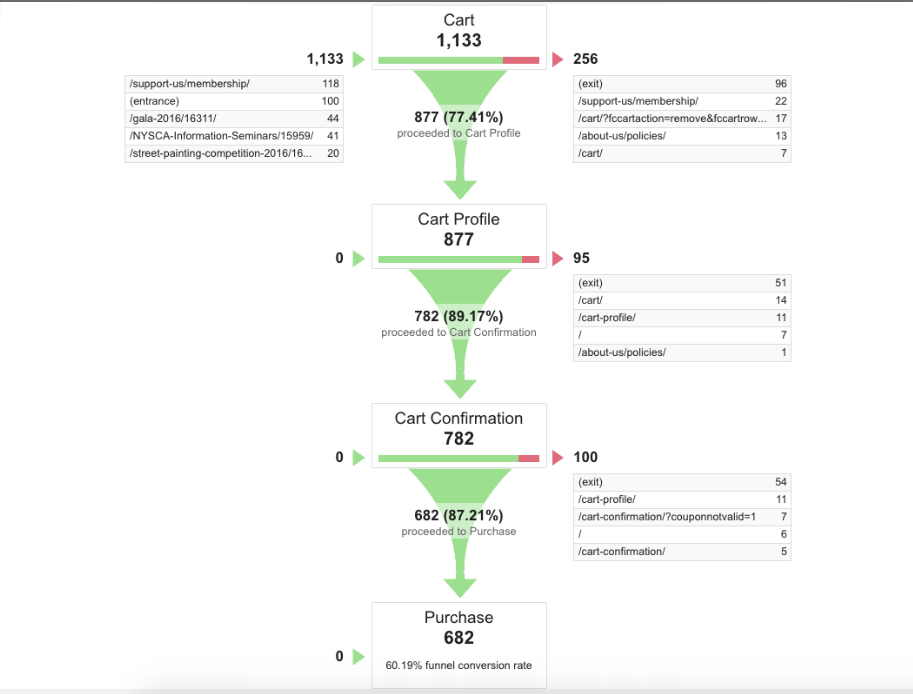 Cart
1,133
1,133
256
/support-us/membership/ 118
(entrance) 100
/gala-2016/16311/ 44
/NYSCA-Information-Seminars/15959/ 41
/street-painting-competition-2016/16... 20
(exit) 96
/support-us/membership/ 22
/cart/?fccartaction=remove&fccartrow... 17
/about-us/policies/ 13
/cart/ 7
877 (77.41%)
proceeded to Cart Profile
Cart Profile
877
0
95
(exit) 51
/cart/ 14
/cart-profile/ 11
/ 7
/about-us/policies/ 1
782 (89.17%)
proceeded to Cart Confirmation
Cart Confirmation
782
0
100
(exit) 54
/cart-profile/ 11
/cart-confirmation/?couponnotvalid=1 7
/ 6
/cart-confirmation/ 5
682 (87.21%)
proceeded to Purchase
Purchase
682
0
60.19% funnel conversion rate